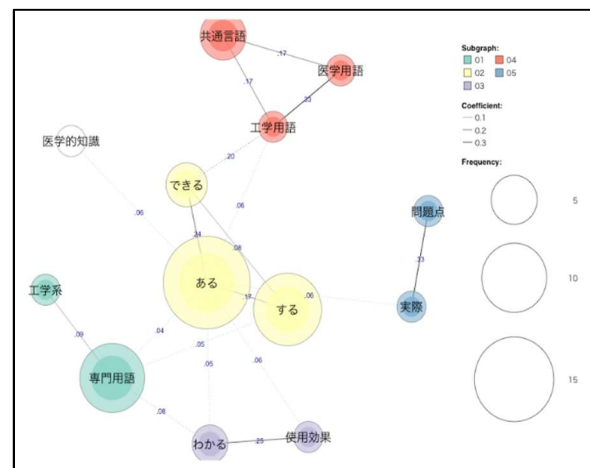 共通言語
.17
医学用語
.17
.33
工学用語
医学的知識
.20
できる
.06
.06
.24
.08
ある
.17
する
.06
問題点
.33
実際
工学系
.09
.04
.05
専門用語
.05
.06
.08
わかる
.25
使用効果
Subgraph:
01 04
02 05
03
Coefficient:
0.1
0.2
0.3
Frequency:
5
10
15